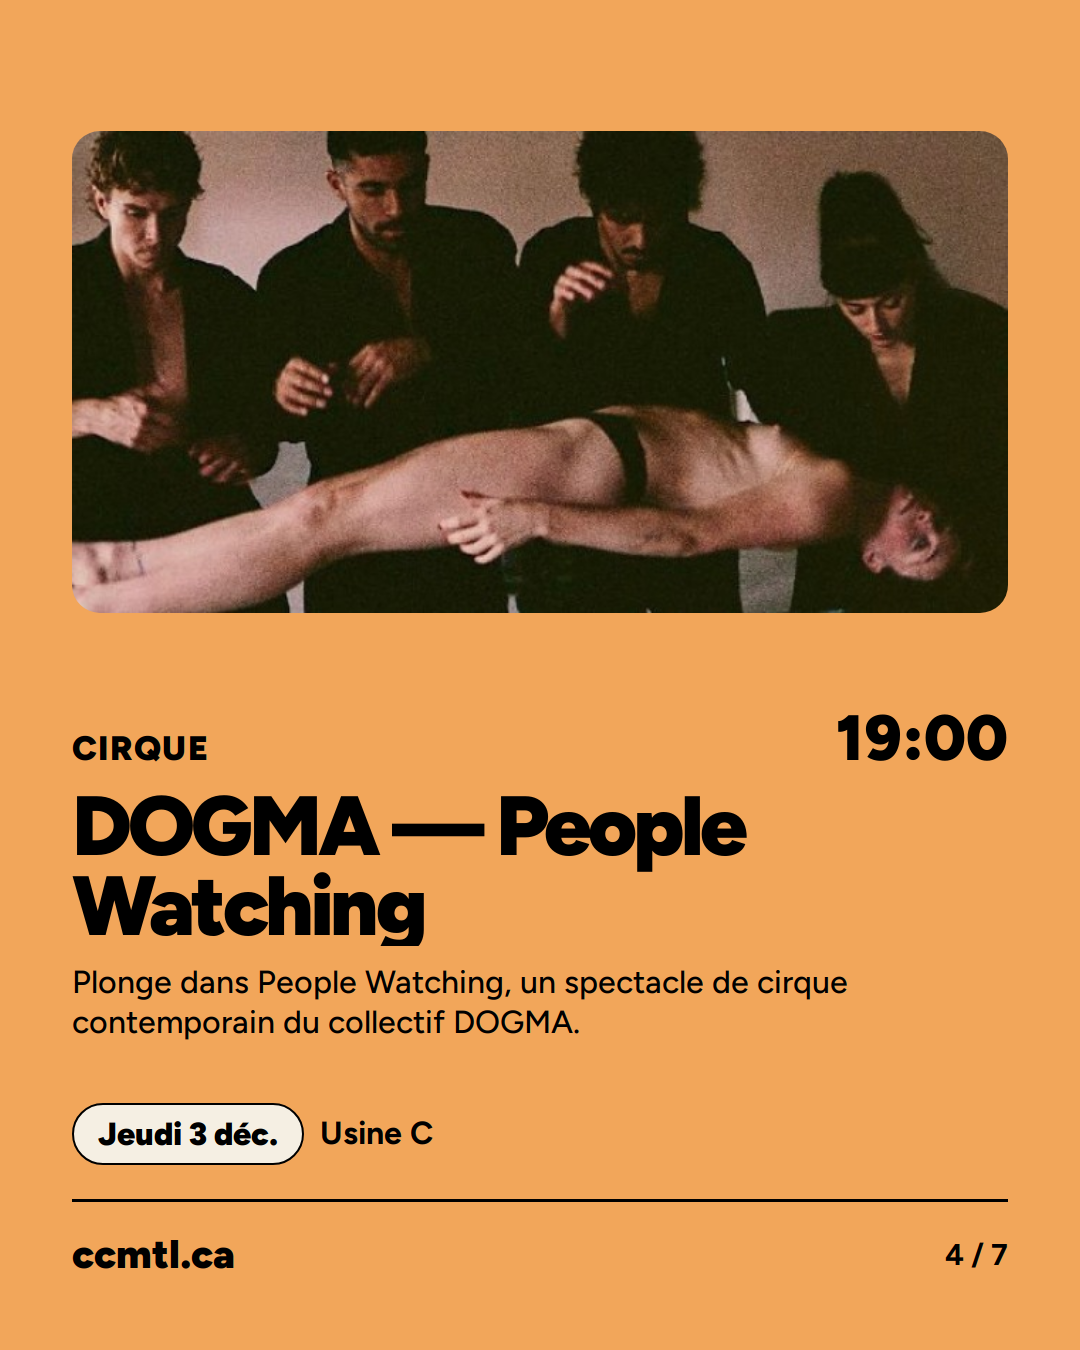 CIRQUE
19:00
DOGMA — People
Watching
Plonge dans People Watching, un spectacle de cirque
contemporain du collectif DOGMA.
Jeudi 3 déc.
Usine C
ccmtl.ca
4 / 7